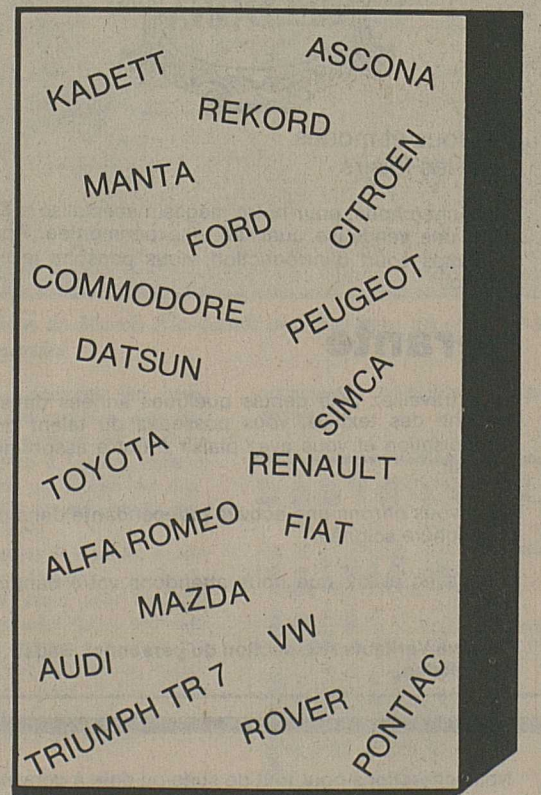 KADETT
ASCONA
REKORD
MANTA
CITROEN
FORD
COMMODORE
PEUGEOT
DATSUN
SIMCA
TOYOTA
RENAULT
ALFA ROMEO
FIAT
MAZDA
VW
AUDI
TRIUMPH TR 7
ROVER
PONTIAC